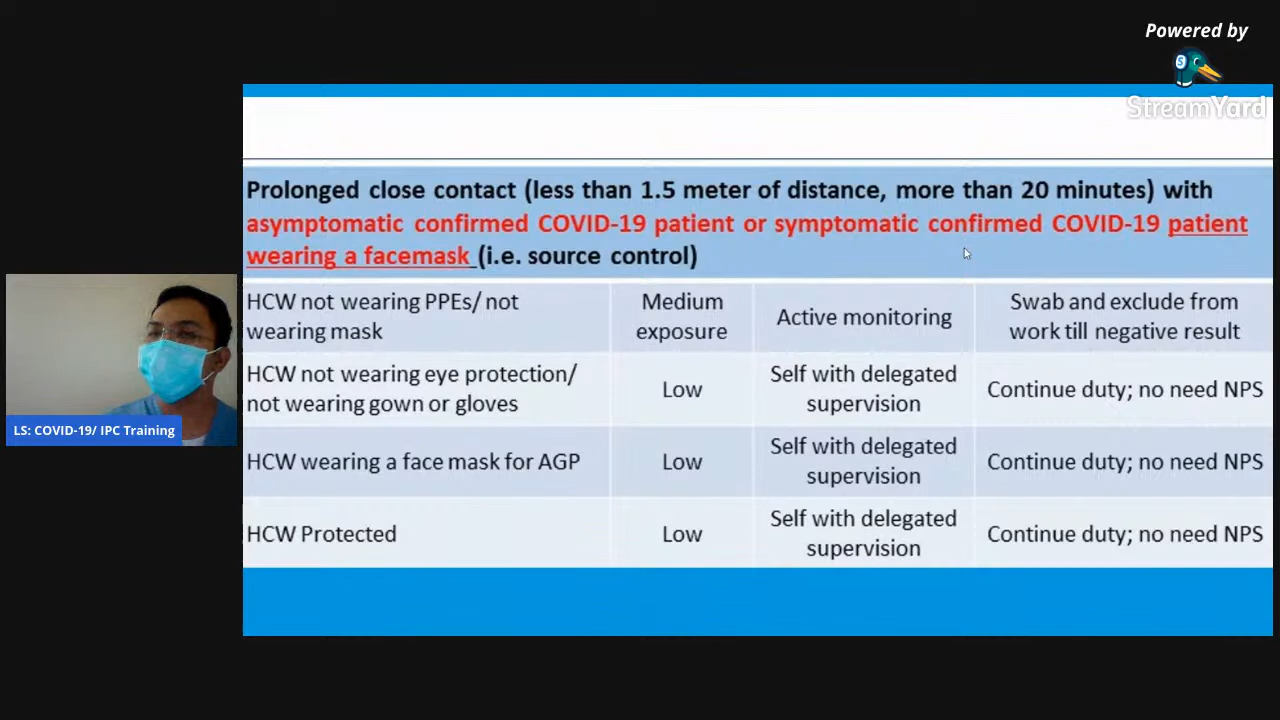 Powered by
StreamYard
Prolonged close contact (less than 1.5 meter of distance, more than 20 minutes) with
asymptomatic confirmed COVID-19 patient or symptomatic confirmed COVID-19 patient
wearing a facemask (i.e. source control)
HCW not wearing PPEs/ not
wearing mask
Medium
exposure
Active monitoring
Swab and exclude from
work till negative result
HCW not wearing eye protection/
not wearing gown or gloves
Low
Self with delegated
supervision
Continue duty; no need NPS
HCW wearing a face mask for AGP
Low
Self with delegated
supervision
Continue duty; no need NPS
HCW Protected
Low
Self with delegated
supervision
Continue duty; no need NPS
LS: COVID-19/ IPC Training